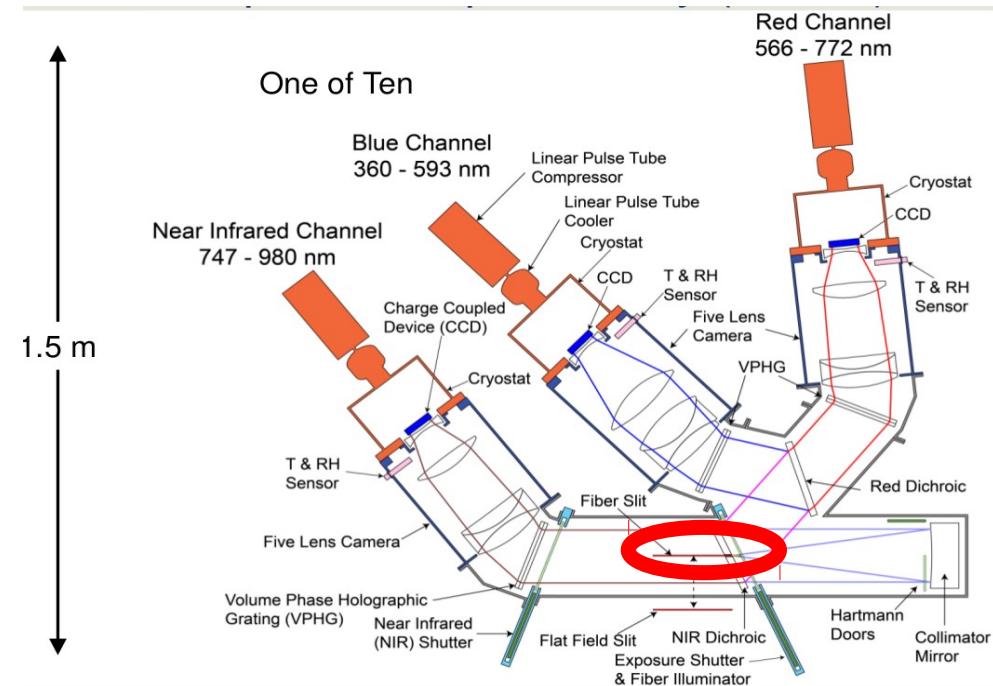 Red Channel
566 - 772 nm
One of Ten
Blue Channel
360 - 593 nm
Linear Pulse Tube
Compressor
Cryostat
Linear Pulse Tube
Cooler
CCD
Near Infrared Channel
747 - 980 nm
Cryostat
CCD
T & RH
Sensor
T & RH
Sensor
Charge Coupled
Device (CCD)
Five Lens
Camera
1.5 m
VPHG
Cryostat
T & RH
Sensor
Red Dichroic
Fiber Slit
Five Lens Camera
Volume Phase Holographic
Grating (VPHG)
Near Infrared
(NIR) Shutter
Flat Field Slit
NIR Dichroic
Exposure Shutter
& Fiber Illuminator
Hartmann
Doors
Collimator
Mirror